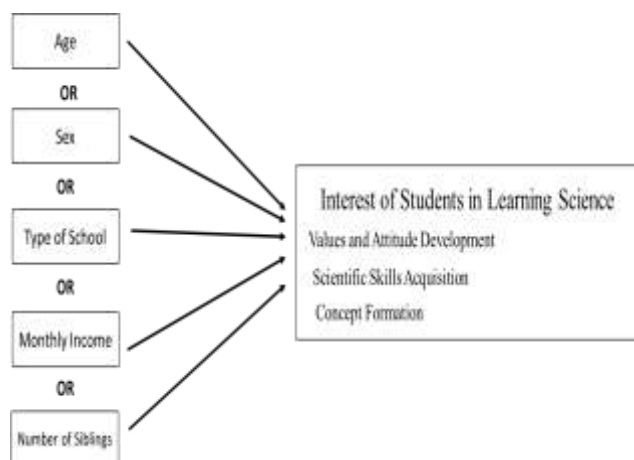 Age
OR
Sex
OR
Type of School
OR
Monthly Income
OR
Number of Siblings
Interest of Students in Learning Science
Values and Attitude Development
Scientific Skills Acquisition
Concept Formation